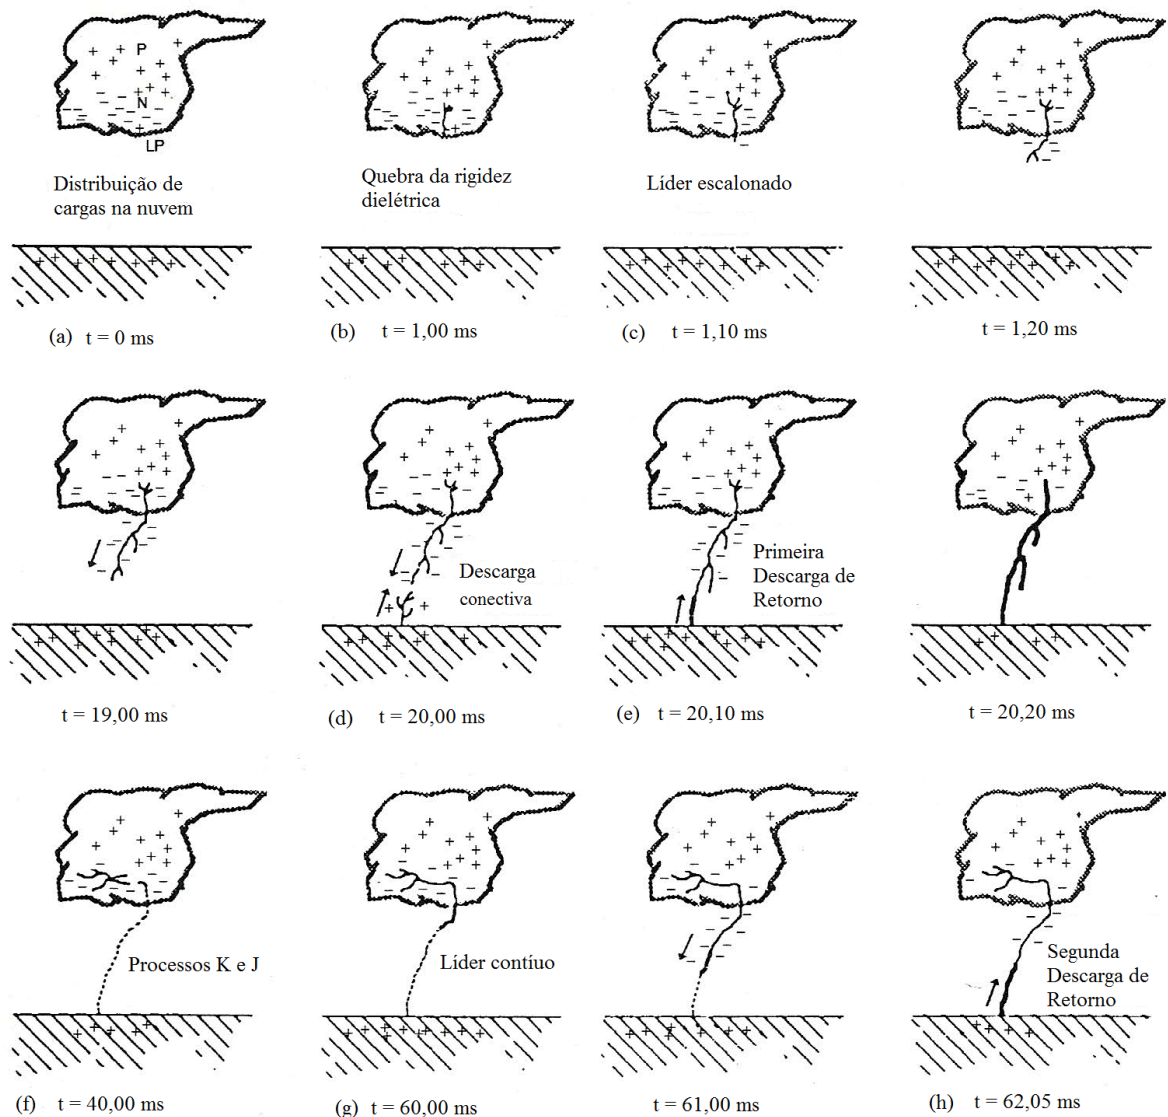 P
N
LP
Distribuição de
cargas na nuvem
(a) t = 0 ms
Quebra da rigidez
dielétrica
(b) t = 1,00 ms
Líder escalonado
(c) t = 1,10 ms
t = 1,20 ms
t = 19,00 ms
Descarga
conectiva
(d) t = 20,00 ms
Primeira
Descarga de
Retorno
(e) t = 20,10 ms
t = 20,20 ms
Processos K e J
(f) t = 40,00 ms
Líder contíuo
(g) t = 60,00 ms
t = 61,00 ms
Segunda
Descarga de
Retorno
(h) t = 62,05 ms